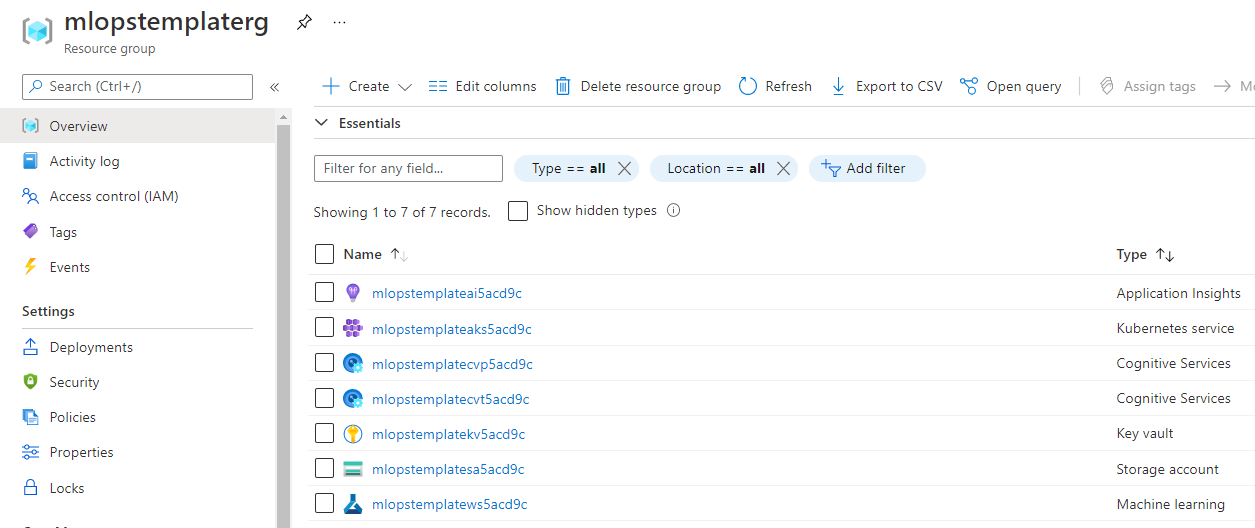 mlopstemplaterg
Resource group
Search (Ctrl+/)
Overview
Activity log
Access control (IAM)
Tags
Events
Settings
Deployments
Security
Policies
Properties
Locks
Create
Edit columns
Delete resource group
Refresh
Export to CSV
Open query
Assign tags
Essentials
Filter for any field...
Type == all
Location == all
Add filter
Showing 1 to 7 of 7 records.
Show hidden types
Name Type
mlopstemplateai5acd9c Application Insights
mlopstemplateaks5acd9c Kubernetes service
mlopstemplatecvp5acd9c Cognitive Services
mlopstemplatecvt5acd9c Cognitive Services
mlopstemplatekv5acd9c Key vault
mlopstemplatesa5acd9c Storage account
mlopstemplatews5acd9c Machine learning